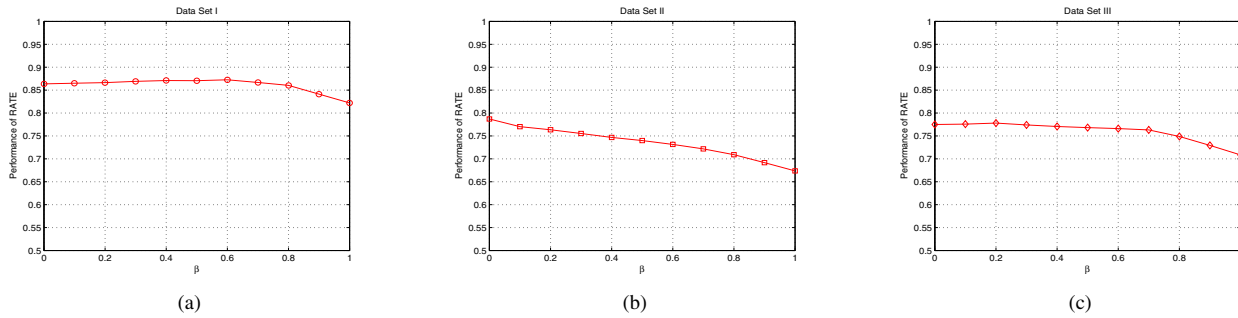 Data Set I
Performance of RATE
1
0.95
0.9
0.85
0.8
0.75
0.7
0.65
0.6
0.55
0.5
0 0.2 0.4 0.6 0.8 1
β
(a)
Data Set II
Performance of RATE
1
0.95
0.9
0.85
0.8
0.75
0.7
0.65
0.6
0.55
0.5
0 0.2 0.4 0.6 0.8 1
β
(b)
Data Set III
Performance of RATE
1
0.95
0.9
0.85
0.8
0.75
0.7
0.65
0.6
0.55
0.5
0 0.2 0.4 0.6 0.8
β
(c)